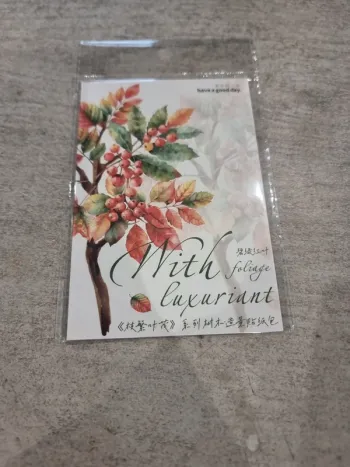 have a good day
With
foliage
luxuriant
《枝繁叶茂》系列树木造景贴纸包